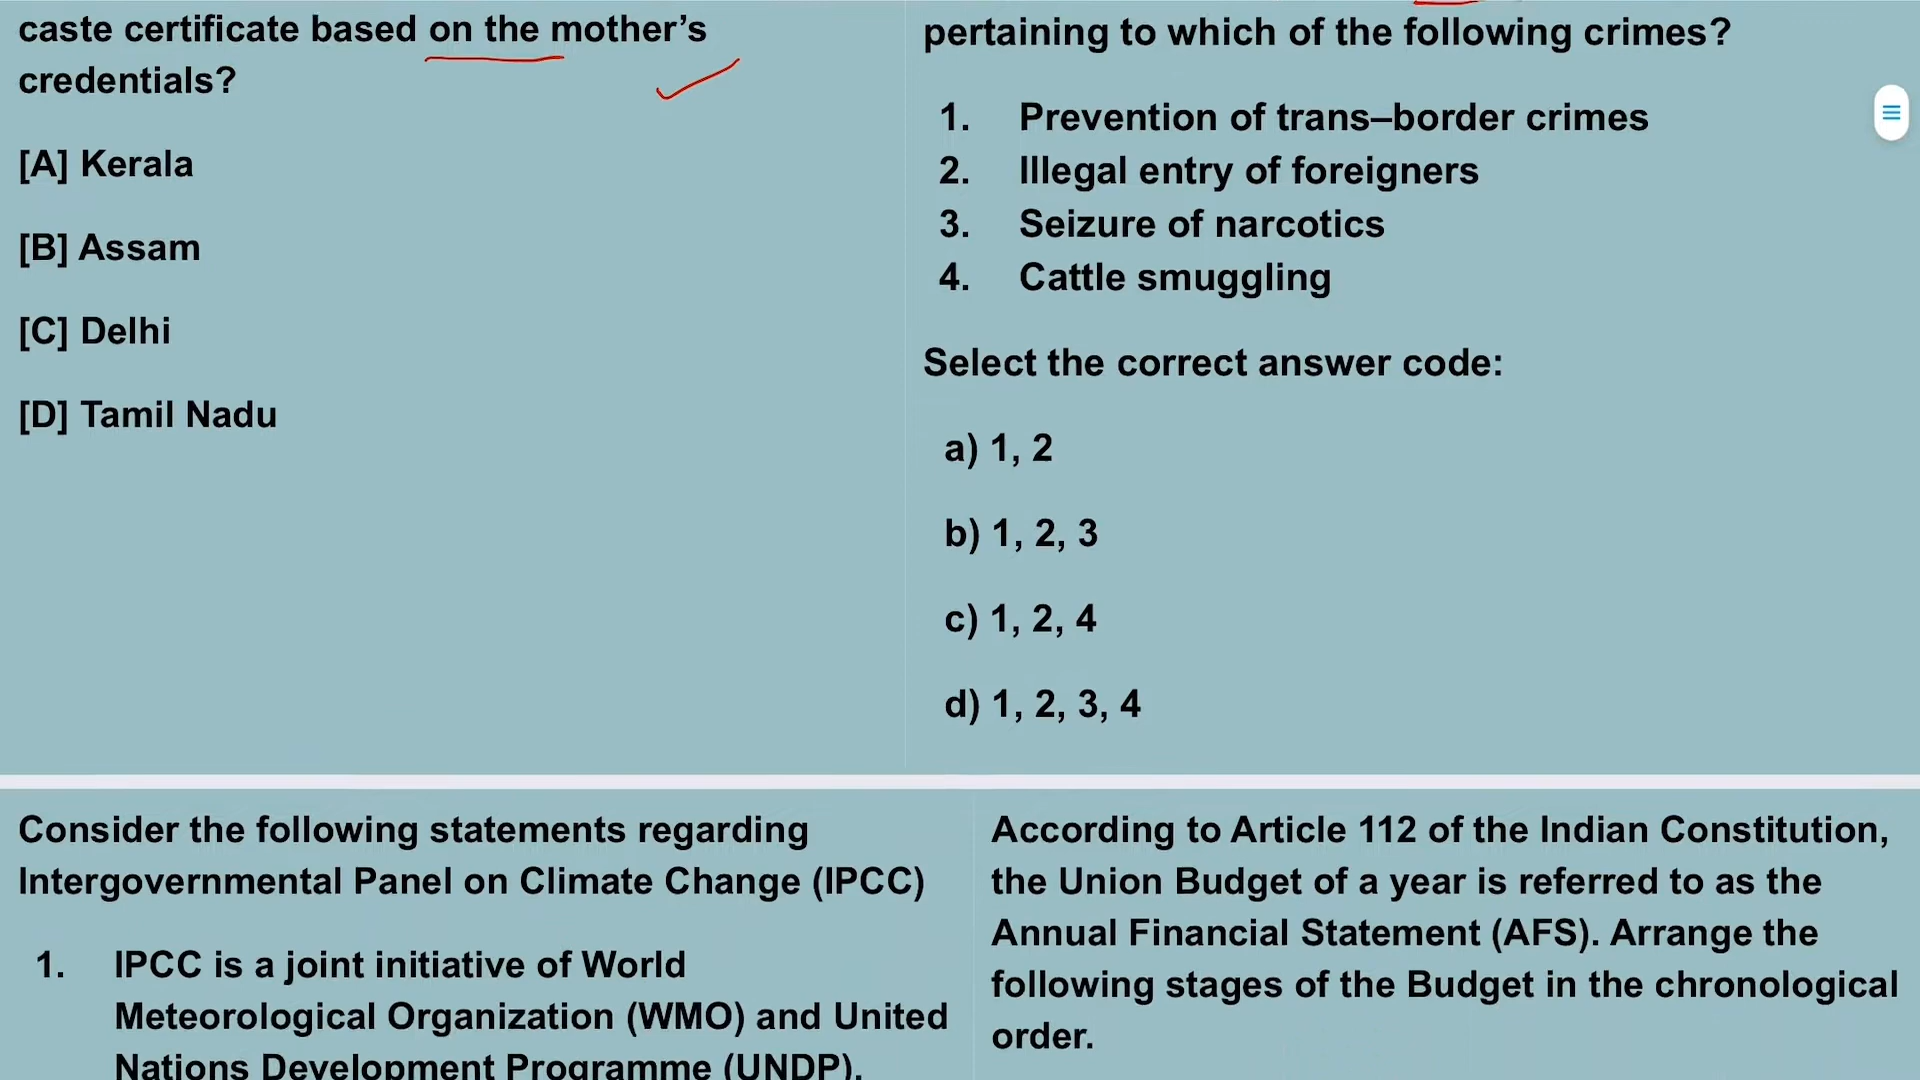 caste certificate based on the mother’s
credentials?
[A] Kerala
[B] Assam
[C] Delhi
[D] Tamil Nadu
pertaining to which of the following crimes?
1. Prevention of trans–border crimes
2. Illegal entry of foreigners
3. Seizure of narcotics
4. Cattle smuggling
Select the correct answer code:
a) 1, 2
b) 1, 2, 3
c) 1, 2, 4
d) 1, 2, 3, 4
Consider the following statements regarding
Intergovernmental Panel on Climate Change (IPCC)
1. IPCC is a joint initiative of World
Meteorological Organization (WMO) and United
Nations Development Programme (UNDP).
According to Article 112 of the Indian Constitution,
the Union Budget of a year is referred to as the
Annual Financial Statement (AFS). Arrange the
following stages of the Budget in the chronological
order.